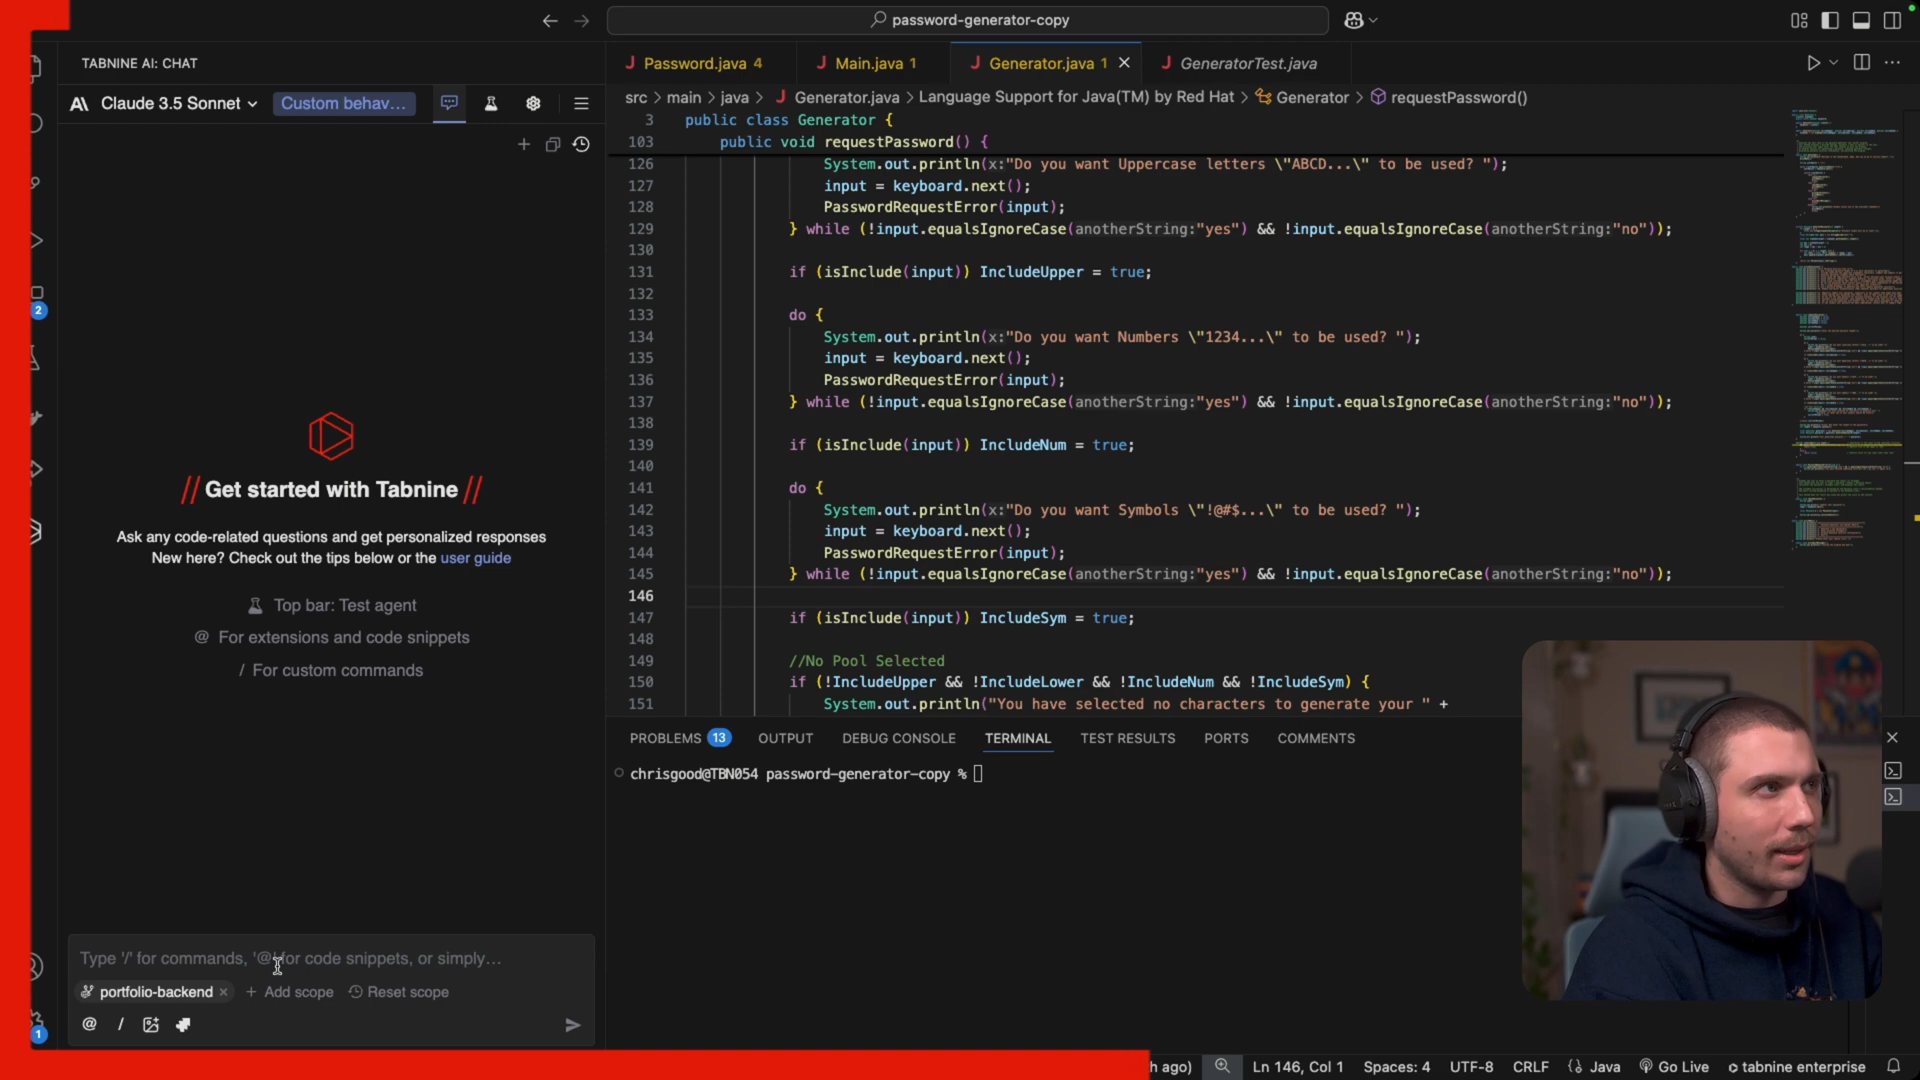 password-generator-copy
TABNINE AI: CHAT
Claude 3.5 Sonnet
Custom behav...
Get started with Tabnine
Ask any code-related questions and get personalized responses
New here? Check out the tips below or the user guide
Top bar: Test agent
@ For extensions and code snippets
/ For custom commands
Type '/' for commands, '@' for code snippets, or simply...
portfolio-backend × + Add scope Reset scope
@ /
2
1
Password.java 4
Main.java 1
Generator.java 1
GeneratorTest.java
src > main > java > Generator.java > Language Support for Java(TM) by Red Hat > Generator > requestPassword()
3 public class Generator {
103 public void requestPassword() {
126 System.out.println(x:"Do you want Uppercase letters \"ABCD...\" to be used? ");
127 input = keyboard.next();
128 PasswordRequestError(input);
129 } while (!input.equalsIgnoreCase(anotherString:"yes") && !input.equalsIgnoreCase(anotherString:"no"));
130
131 if (isInclude(input)) IncludeUpper = true;
132
133 do {
134 System.out.println(x:"Do you want Numbers \"1234...\" to be used? ");
135 input = keyboard.next();
136 PasswordRequestError(input);
137 } while (!input.equalsIgnoreCase(anotherString:"yes") && !input.equalsIgnoreCase(anotherString:"no"));
138
139 if (isInclude(input)) IncludeNum = true;
140
141 do {
142 System.out.println(x:"Do you want Symbols \"!@#$...\" to be used? ");
143 input = keyboard.next();
144 PasswordRequestError(input);
145 } while (!input.equalsIgnoreCase(anotherString:"yes") && !input.equalsIgnoreCase(anotherString:"no"));
146
147 if (isInclude(input)) IncludeSym = true;
148
149 //No Pool Selected
150 if (!IncludeUpper && !IncludeLower && !IncludeNum && !IncludeSym) {
151 System.out.println("You have selected no characters to generate your " +
PROBLEMS 13 OUTPUT DEBUG CONSOLE TERMINAL TEST RESULTS PORTS COMMENTS
chrisgood@TBN054 password-generator-copy %
h ago) Ln 146, Col 1 Spaces: 4 UTF-8 CRLF {} Java Go Live tabnine enterprise